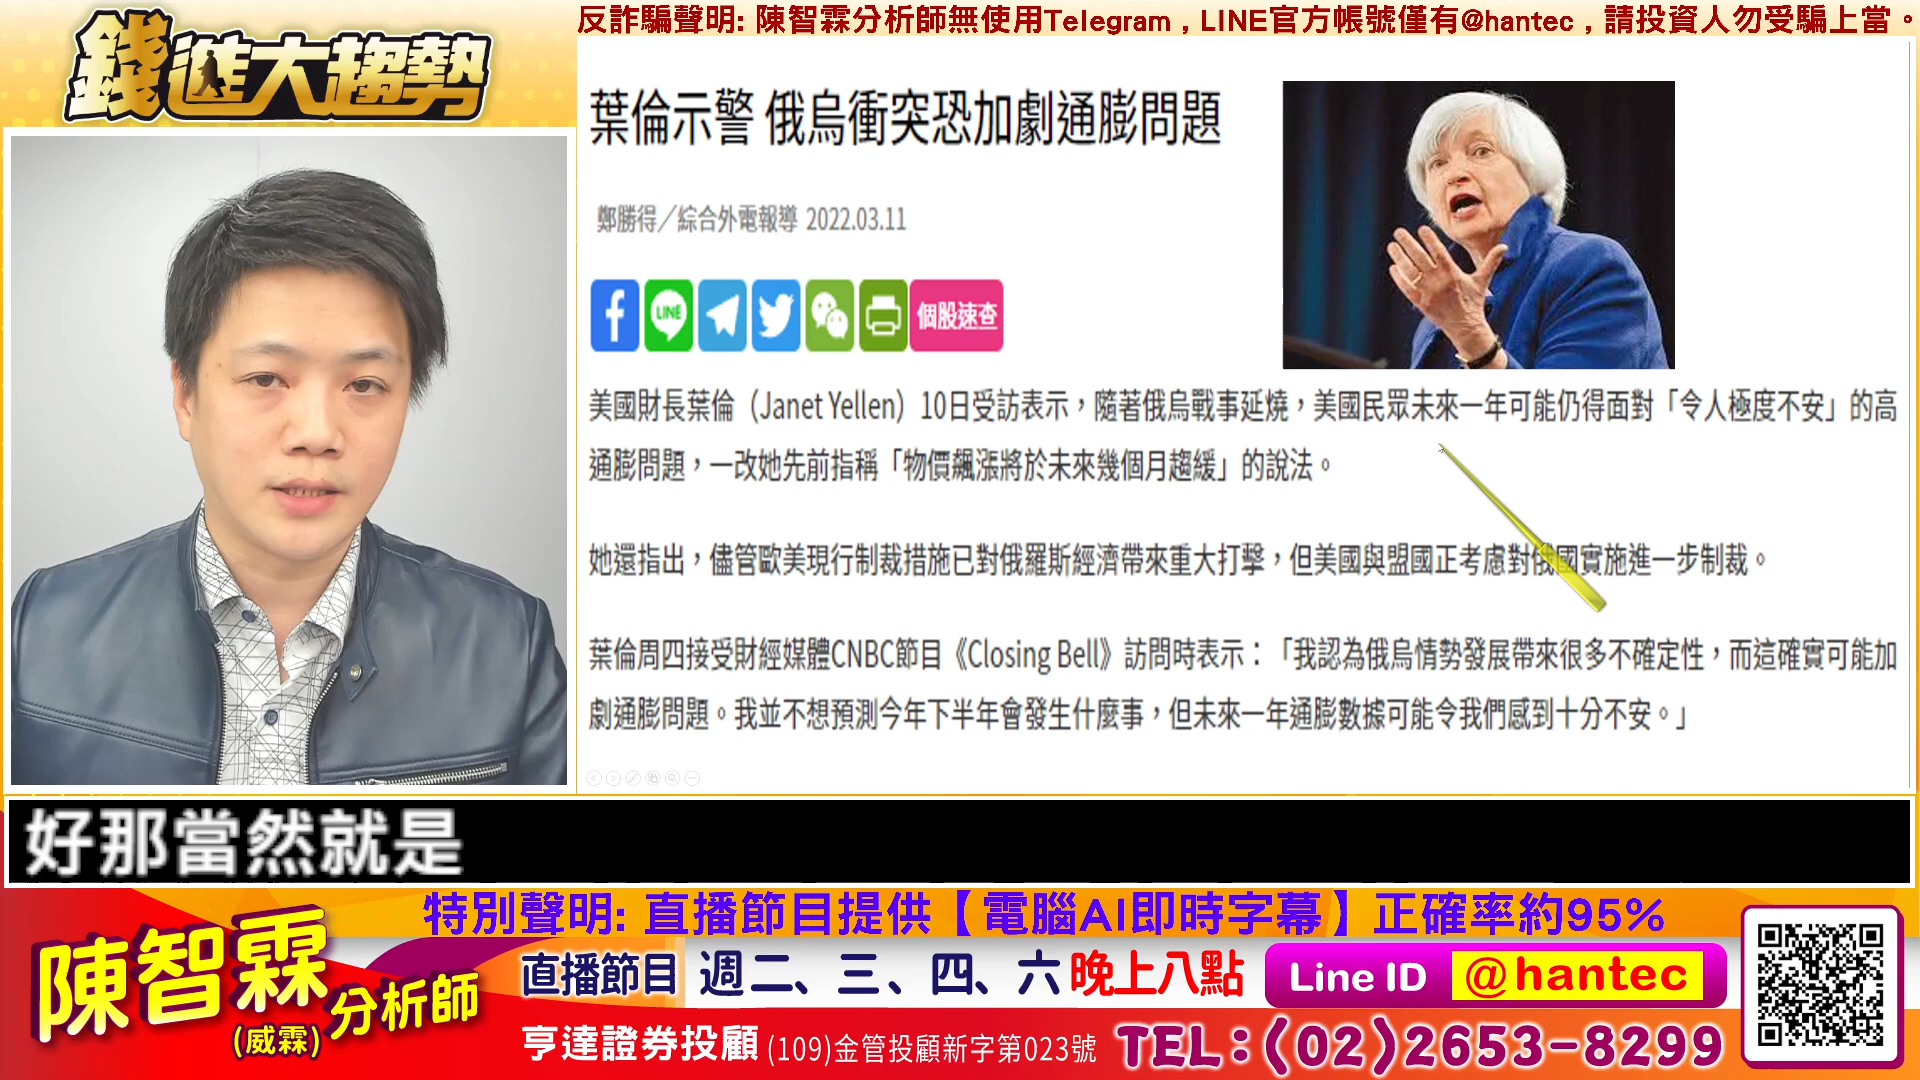 反詐騙聲明: 陳智霖分析師無使用Telegram , LINE官方帳號僅有@hantec , 請投資人勿受騙上當。
錢進大趨勢
葉倫示警 俄烏衝突恐加劇通膨問題
鄭勝得／綜合外電報導 2022.03.11
LINE
個股速查
美國財長葉倫（Janet Yellen）10日受訪表示，隨著俄烏戰事延燒，美國民眾未來一年可能仍得面對「令人極度不安」的高
通膨問題，一改她先前指稱「物價飆漲將於未來幾個月趨緩」的說法。
她還指出，儘管歐美現行制裁措施已對俄羅斯經濟帶來重大打擊，但美國與盟國正考慮對俄國實施進一步制裁。
葉倫周四接受財經媒體CNBC節目《Closing Bell》訪問時表示：「我認為俄烏情勢發展帶來很多不確定性，而這確實可能加
劇通膨問題。我並不想預測今年下半年會發生什麼事，但未來一年通膨數據可能令我們感到十分不安。」
好那當然就是
特別聲明: 直播節目提供【電腦AI即時字幕】正確率約95%
陳智霖
(威霖)
分析師
直播節目 週二、三、四、六 晚上八點
Line ID @hantec
亨達證券投顧 (109)金管投顧新字第023號 TEL:(02)2653-8299